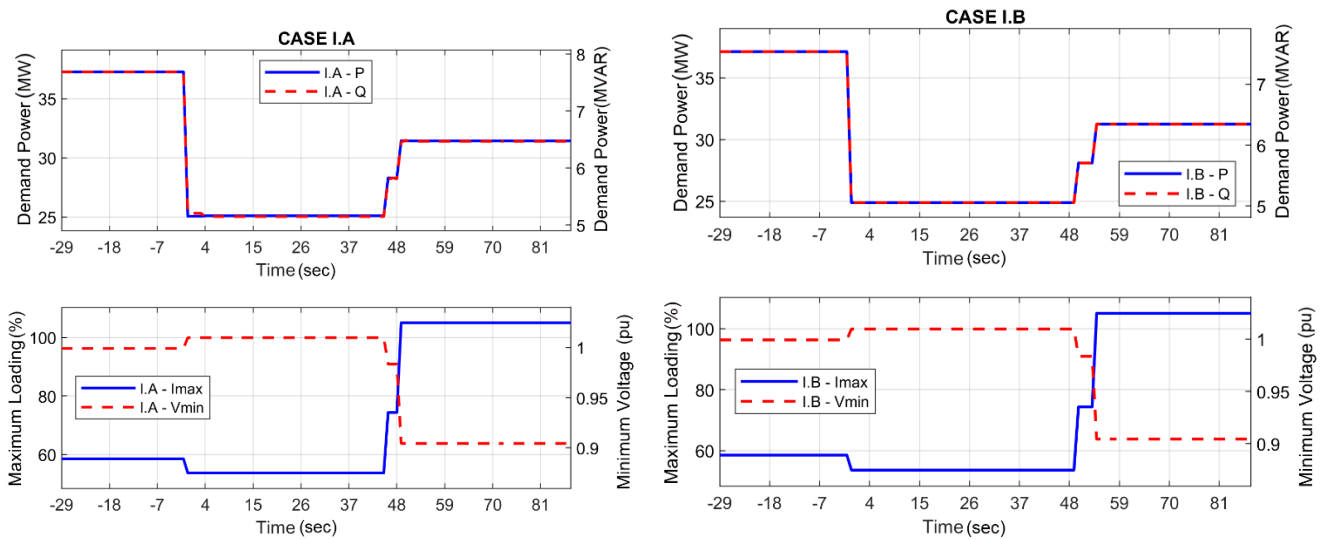 CASE I.A
Demand Power (MW)
35
30
25
8
7
6
5
Demand Power(MVAR)
I.A - P
I.A - Q
-29 -18 -7 4 15 26 37 48 59 70 81
Time (sec)
Maximum Loading(%)
100
80
60
1
0.95
0.9
Minimum Voltage (pu)
I.A - Imax
I.A - Vmin
-29 -18 -7 4 15 26 37 48 59 70 81
Time (sec)
CASE I.B
Demand Power (MW)
35
30
25
7
6
5
Demand Power(MVAR)
I.B - P
I.B - Q
-29 -18 -7 4 15 26 37 48 59 70 81
Time (sec)
Maximum Loading(%)
100
80
60
1
0.95
0.9
Minimum Voltage (pu)
I.B - Imax
I.B - Vmin
-29 -18 -7 4 15 26 37 48 59 70 81
Time (sec)